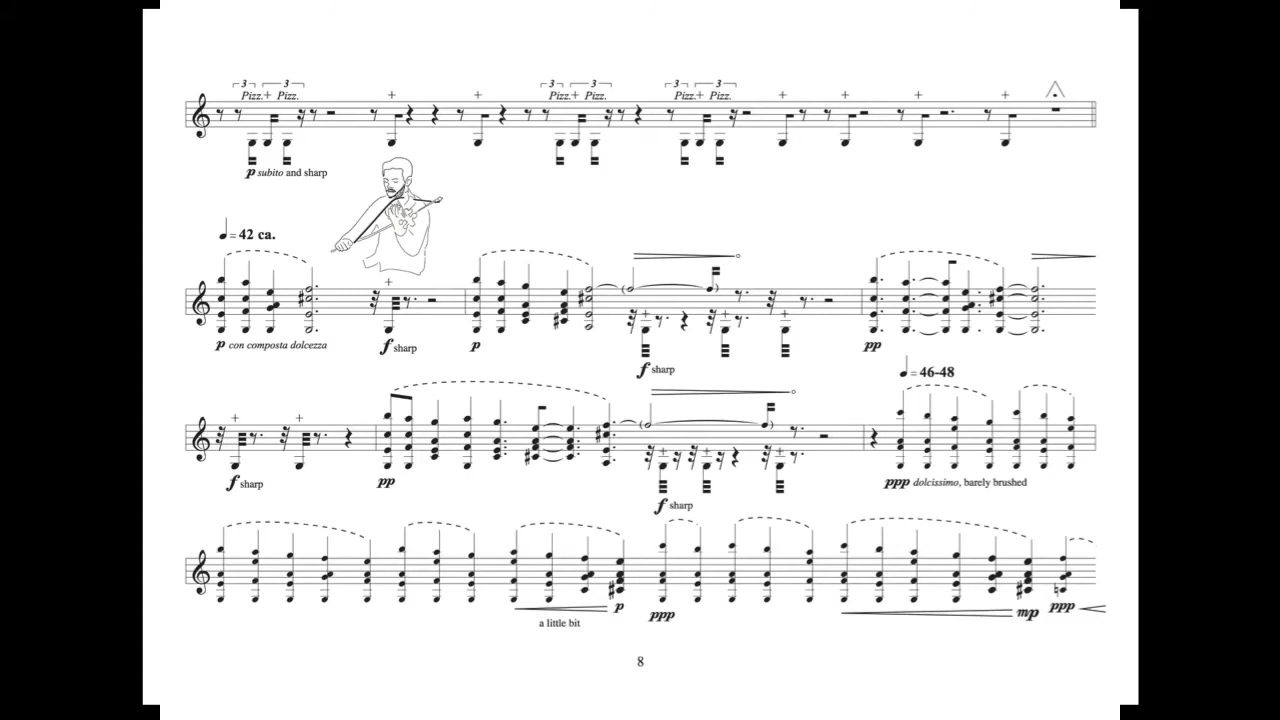 3 3 3 3 3 3
Pizz.+ Pizz. + + Pizz.+ Pizz. Pizz.+ Pizz. + + + +
p subito and sharp
= 42 ca.
+
p con composta dolcezza f sharp p pp
+ + +
f sharp
= 46-48
+ +
f sharp pp ppp dolcissimo, barely brushed
+ + +
f sharp
p ppp mp ppp
a little bit
8